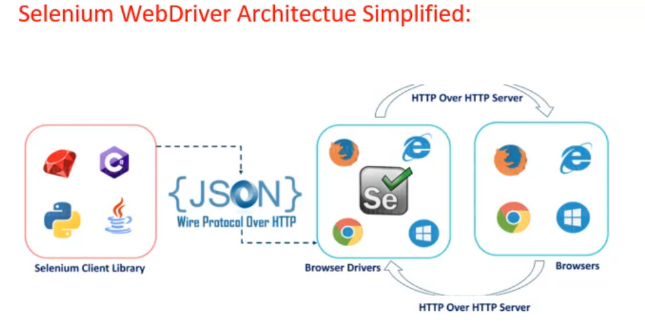 Selenium WebDriver Architectue Simplified:
HTTP Over HTTP Server
{JSON}
Wire Protocol Over HTTP
Se
Selenium Client Library
Browser Drivers
Browsers
HTTP Over HTTP Server